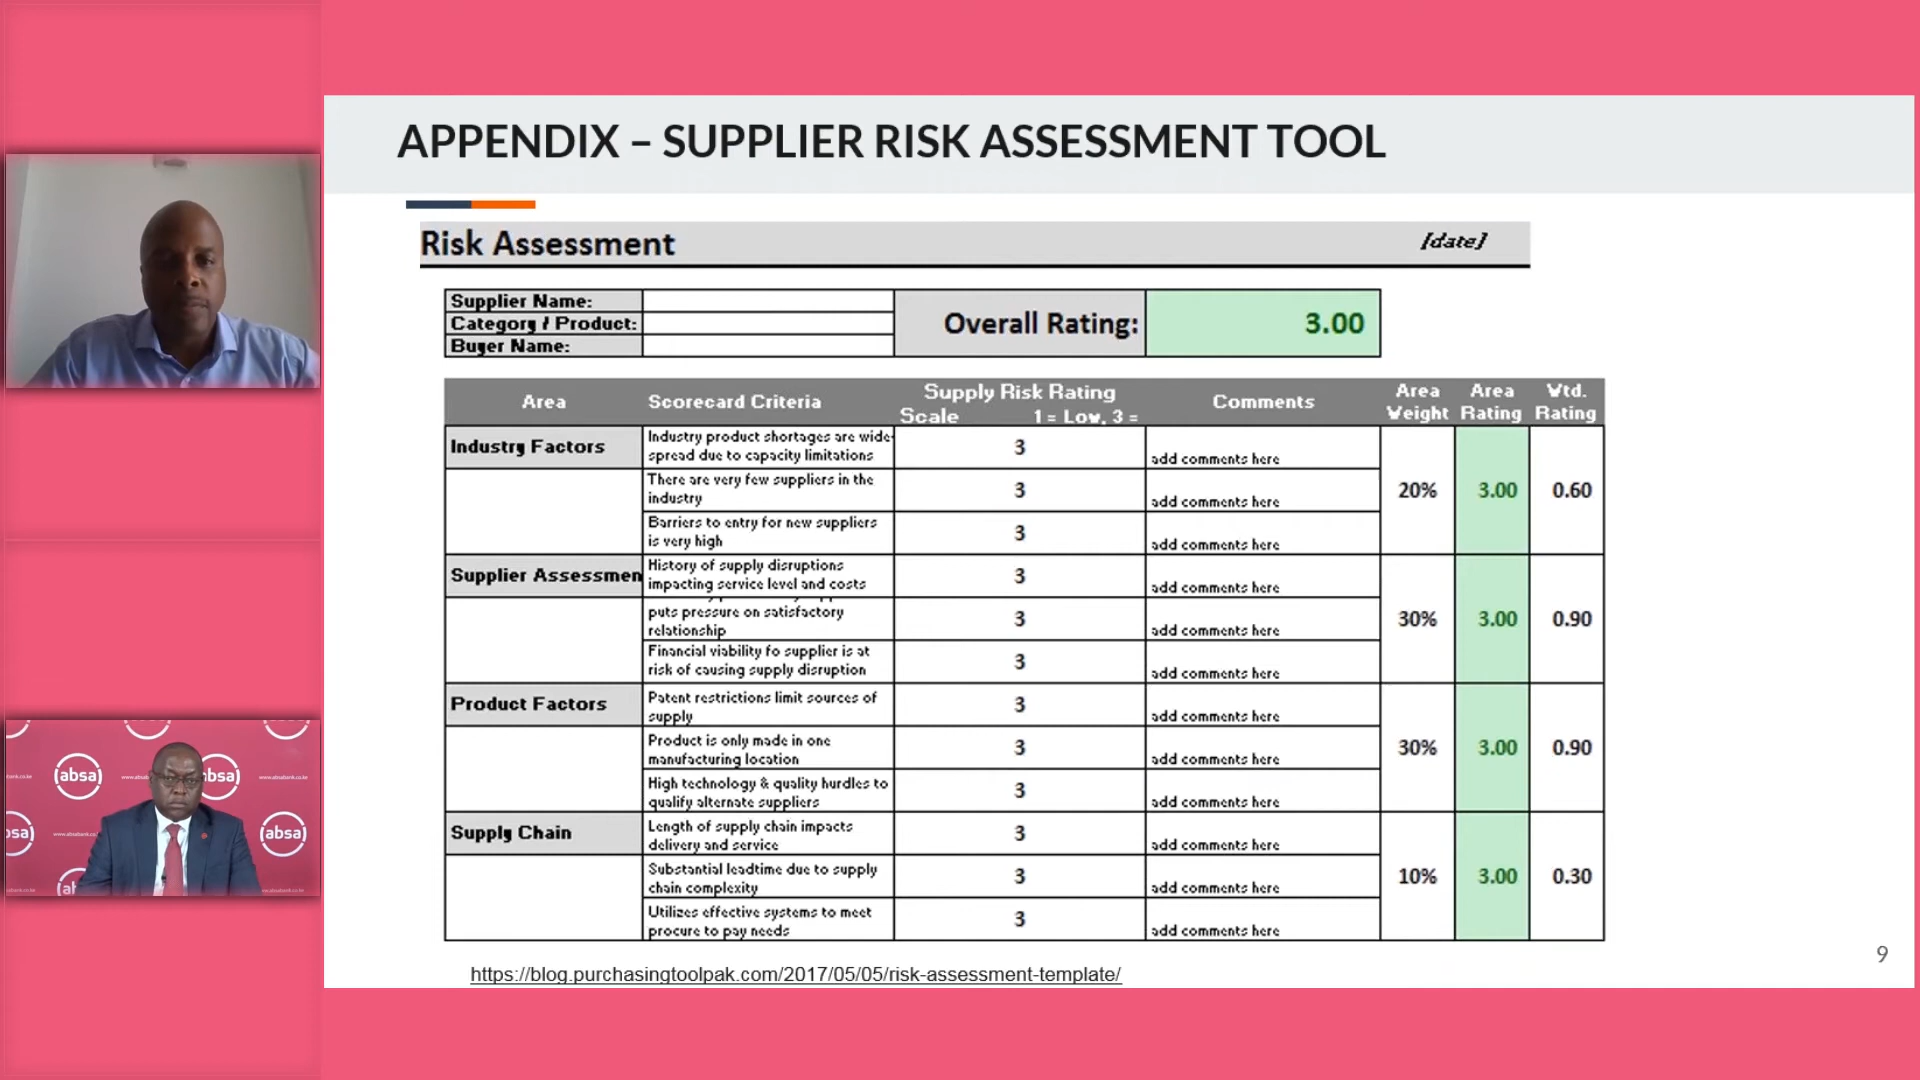 APPENDIX – SUPPLIER RISK ASSESSMENT TOOL
Risk Assessment [date]
Supplier Name:
Category / Product:
Buyer Name:
Overall Rating: 3.00
Area Scorecard Criteria Supply Risk Rating Comments Area Area Wtd.
Scale 1 = Low, 3 = Weight Rating Rating
Industry Factors
Industry product shortages are wide-
spread due to capacity limitations
3
add comments here
There are very few suppliers in the
industry
3
add comments here
20% 3.00 0.60
Barriers to entry for new suppliers
is very high
3
add comments here
Supplier Assessmen
History of supply disruptions
impacting service level and costs
3
add comments here
puts pressure on satisfactory
relationship
3
add comments here
30% 3.00 0.90
Financial viability fo supplier is at
risk of causing supply disruption
3
add comments here
Product Factors
Patent restrictions limit sources of
supply
3
add comments here
Product is only made in one
manufacturing location
3
add comments here
30% 3.00 0.90
High technology & quality hurdles to
qualify alternate suppliers
3
add comments here
Supply Chain
Length of supply chain impacts
delivery and service
3
add comments here
Substantial leadtime due to supply
chain complexity
3
add comments here
10% 3.00 0.30
Utilizes effective systems to meet
procure to pay needs
3
add comments here
https://blog.purchasingtoolpak.com/2017/05/05/risk-assessment-template/
9
absa
absa
absa